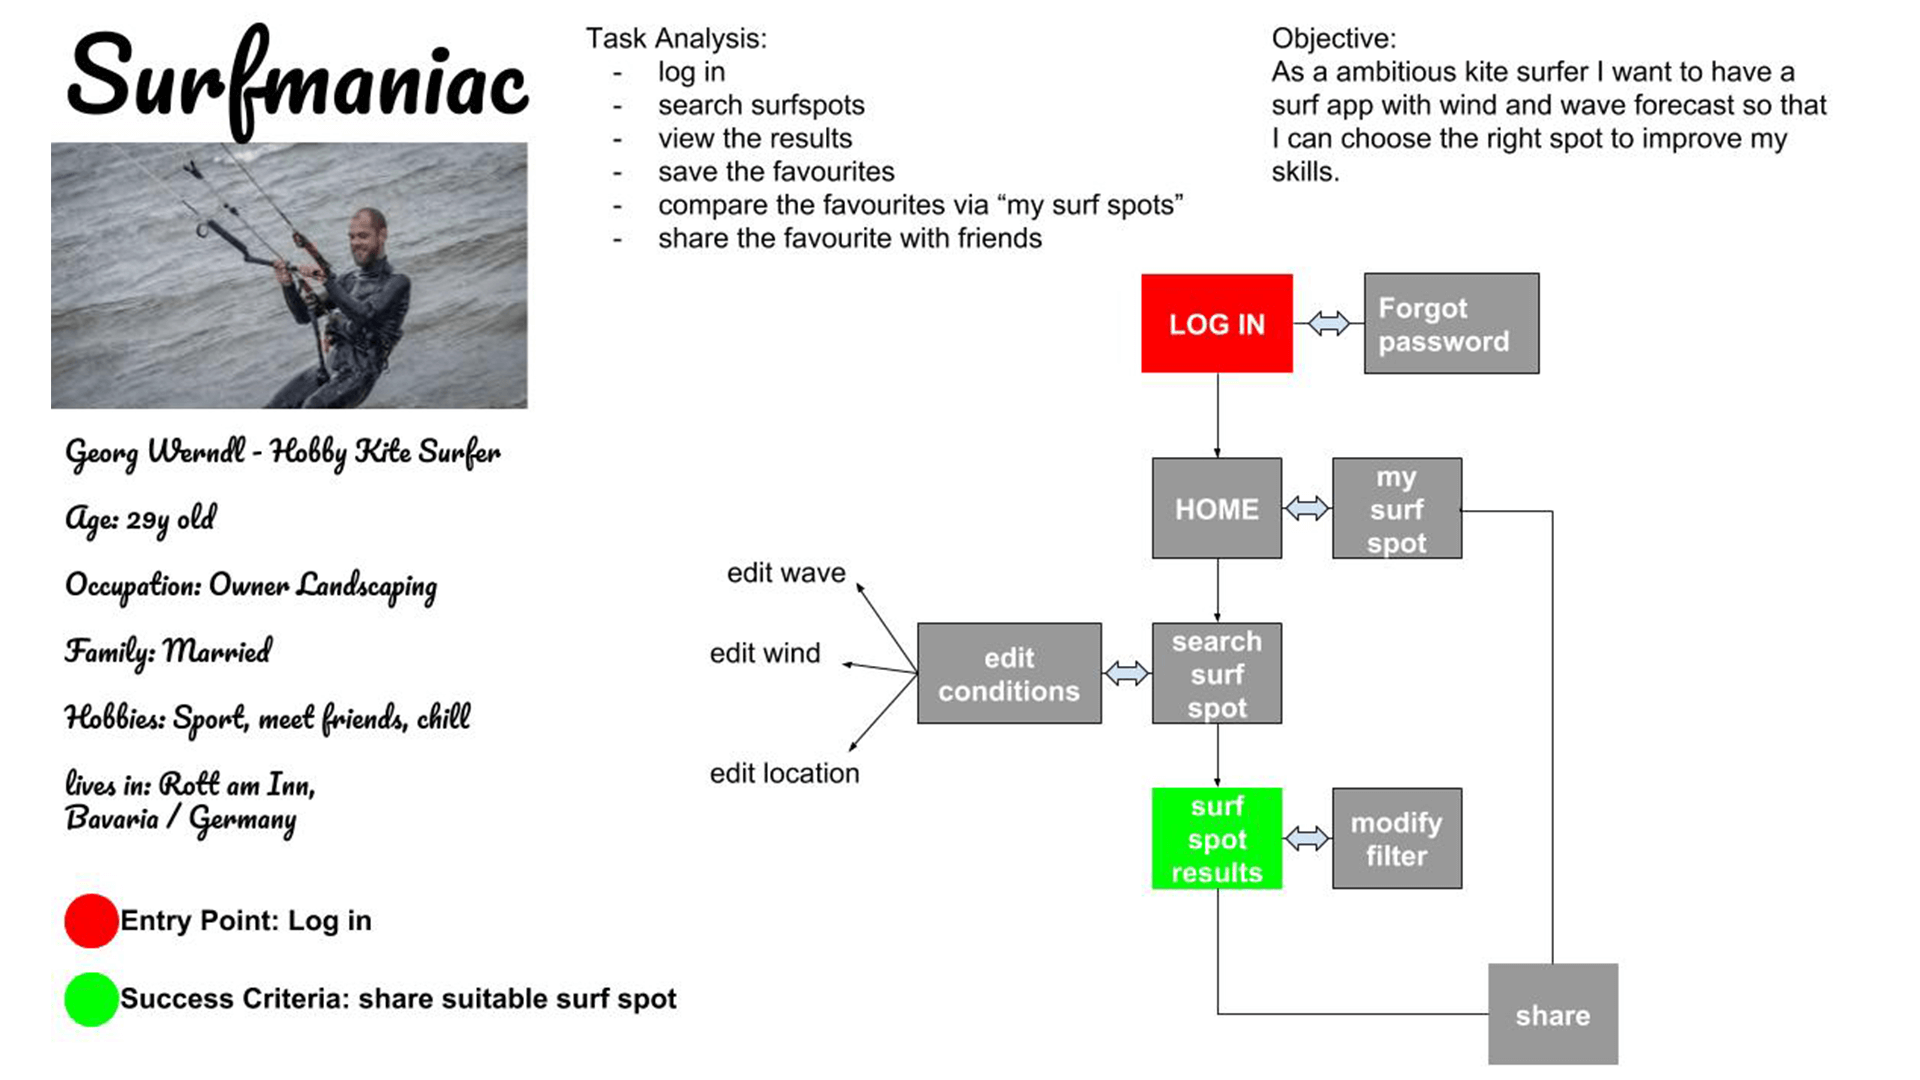 Surfmaniac
Georg Werndl - Hobby Kite Surfer
Age: 29y old
Occupation: Owner Landscaping
Family: Married
Hobbies: Sport, meet friends, chill
lives in: Rott am Inn,
Bavaria / Germany
Entry Point: Log in
Success Criteria: share suitable surf spot
Task Analysis:
- log in
- search surfspots
- view the results
- save the favourites
- compare the favourites via “my surf spots”
- share the favourite with friends
Objective:
As a ambitious kite surfer I want to have a
surf app with wind and wave forecast so that
I can choose the right spot to improve my
skills.
LOG IN
Forgot
password
HOME
my
surf
spot
edit wave
edit wind
edit location
edit
conditions
search
surf
spot
surf
spot
results
modify
filter
share